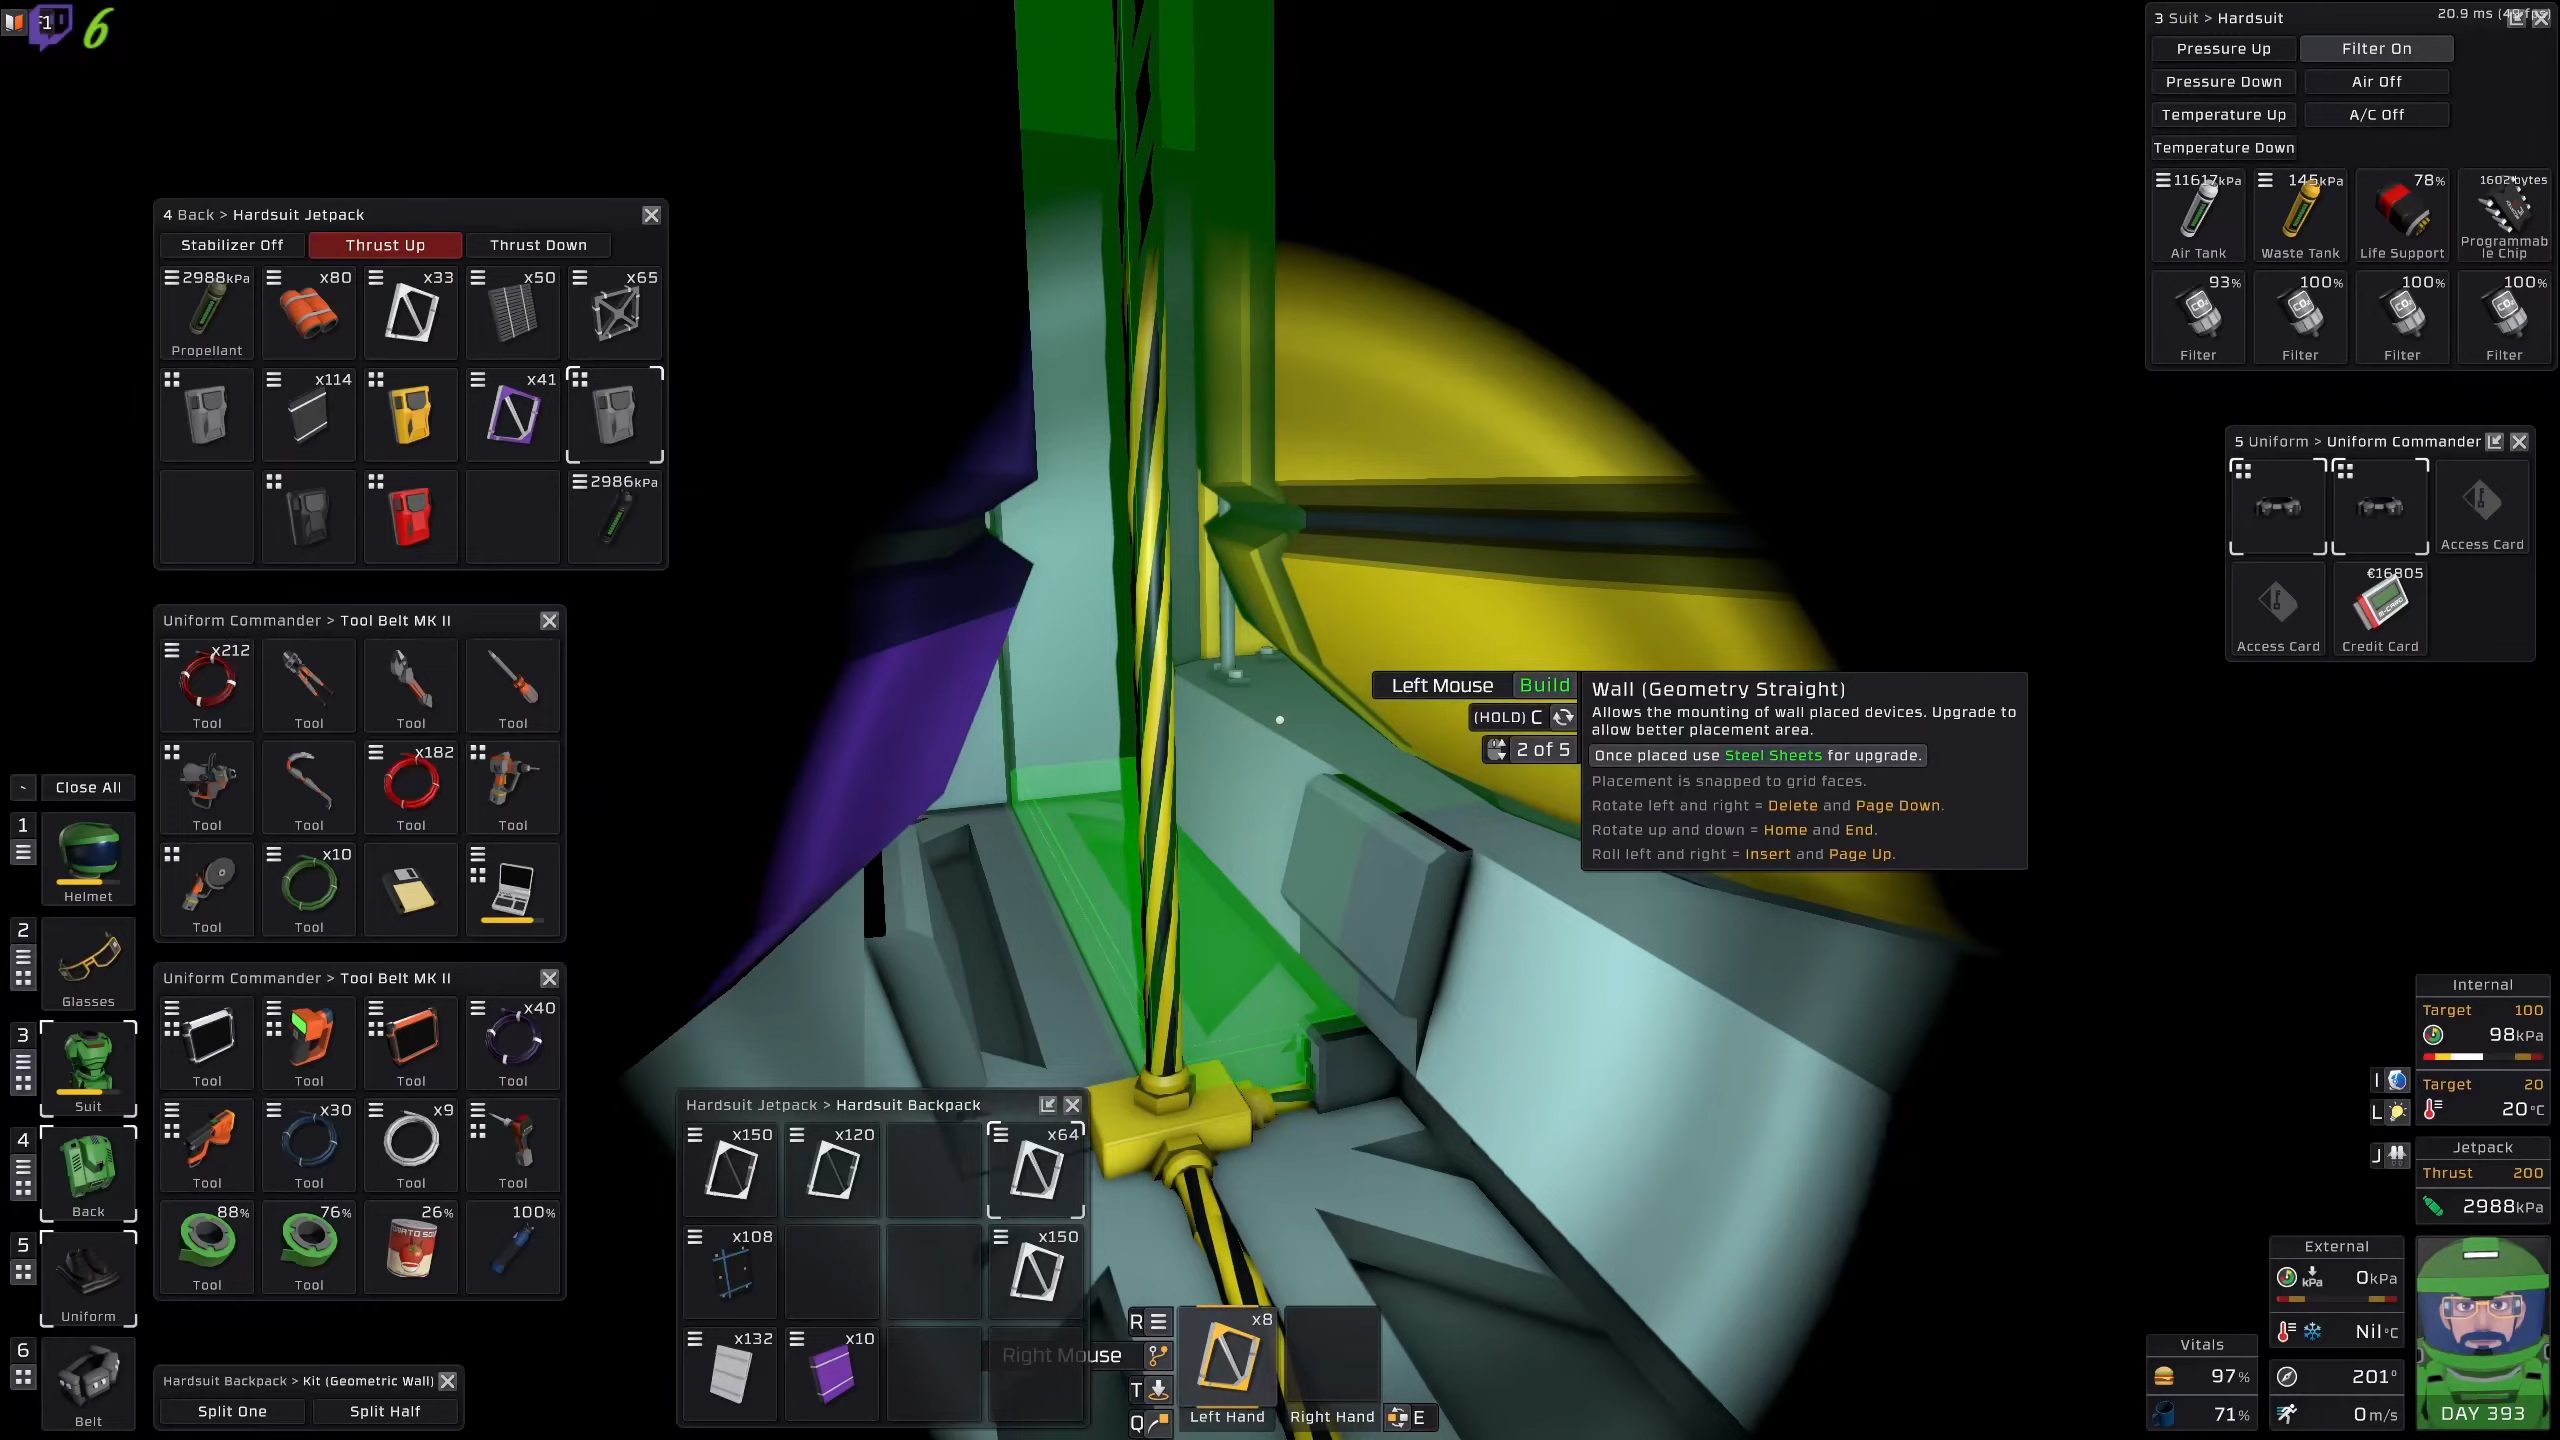 F1
6
4 Back > Hardsuit Jetpack
Stabilizer Off
Thrust Up
Thrust Down
2988kPa
x80
x33
x50
x65
Propellant
x114
x41
2986kPa
Uniform Commander > Tool Belt MK II
x212
Tool
Tool
Tool
Tool
x182
Tool
Tool
Tool
Tool
x10
Tool
Tool
Uniform Commander > Tool Belt MK II
x40
Tool
Tool
Tool
Tool
x30
x9
Tool
Tool
Tool
Tool
88%
76%
26%
100%
Tool
Tool
~
Close All
1
Helmet
2
Glasses
3
Suit
4
Back
5
Uniform
6
Belt
Hardsuit Backpack > Kit (Geometric Wall)
Split One
Split Half
Hardsuit Jetpack > Hardsuit Backpack
x150
x120
x64
x108
x150
x132
x10
Right Mouse
R
T
Q
x8
Left Hand
Right Hand
E
Left Mouse
Build
(HOLD) C
2 of 5
Wall (Geometry Straight)
Allows the mounting of wall placed devices. Upgrade to
allow better placement area.
Once placed use Steel Sheets for upgrade.
Placement is snapped to grid faces.
Rotate left and right = Delete and Page Down.
Rotate up and down = Home and End.
Roll left and right = Insert and Page Up.
3 Suit > Hardsuit
20.9 ms
Pressure Up
Filter On
Pressure Down
Air Off
Temperature Up
A/C Off
Temperature Down
11617kPa
145kPa
78%
1602 bytes
Air Tank
Waste Tank
Life Support
Programmab
le Chip
93%
100%
100%
100%
Filter
Filter
Filter
Filter
5 Uniform > Uniform Commander
Access Card
€16805
Access Card
Credit Card
Internal
Target 100
98kPa
I
Target 20
L
20°C
Jetpack
J
Thrust 200
2988kPa
External
kPa
0kPa
Nil°C
Vitals
97%
201°
71%
0m/s
DAY 393